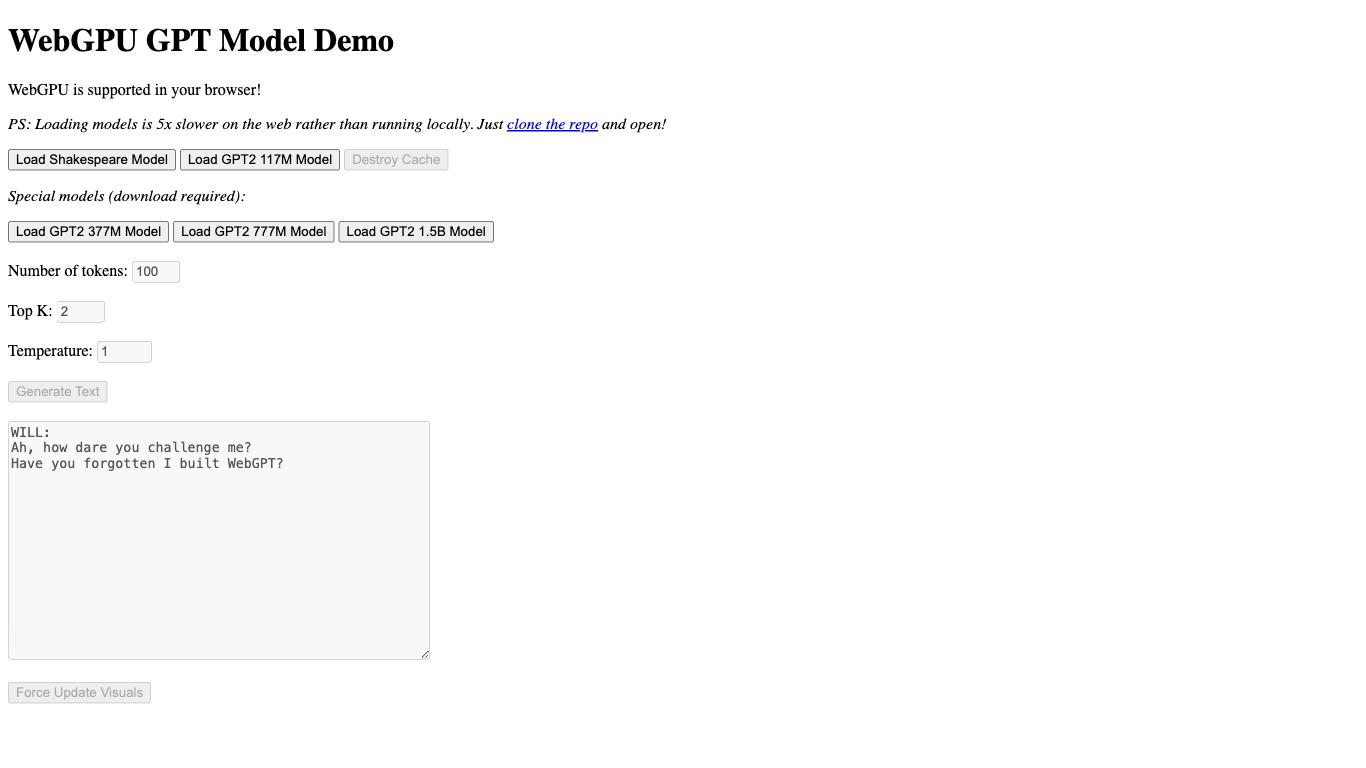 WebGPU GPT Model Demo
WebGPU is supported in your browser!
PS: Loading models is 5x slower on the web rather than running locally. Just clone the repo and open!
Load Shakespeare Model Load GPT2 117M Model Destroy Cache
Special models (download required):
Load GPT2 377M Model Load GPT2 777M Model Load GPT2 1.5B Model
Number of tokens: 100
Top K: 2
Temperature: 1
Generate Text
WILL:
Ah, how dare you challenge me?
Have you forgotten I built WebGPT?
Force Update Visuals